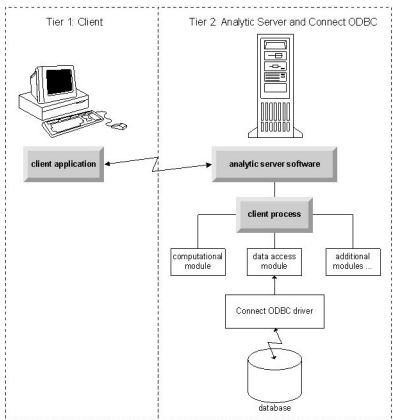 Tier 1: Client
Tier 2: Analytic Server and Connect ODBC
client application
analytic server software
client process
computational
module
data access
module
additional
modules ...
Connect ODBC driver
database